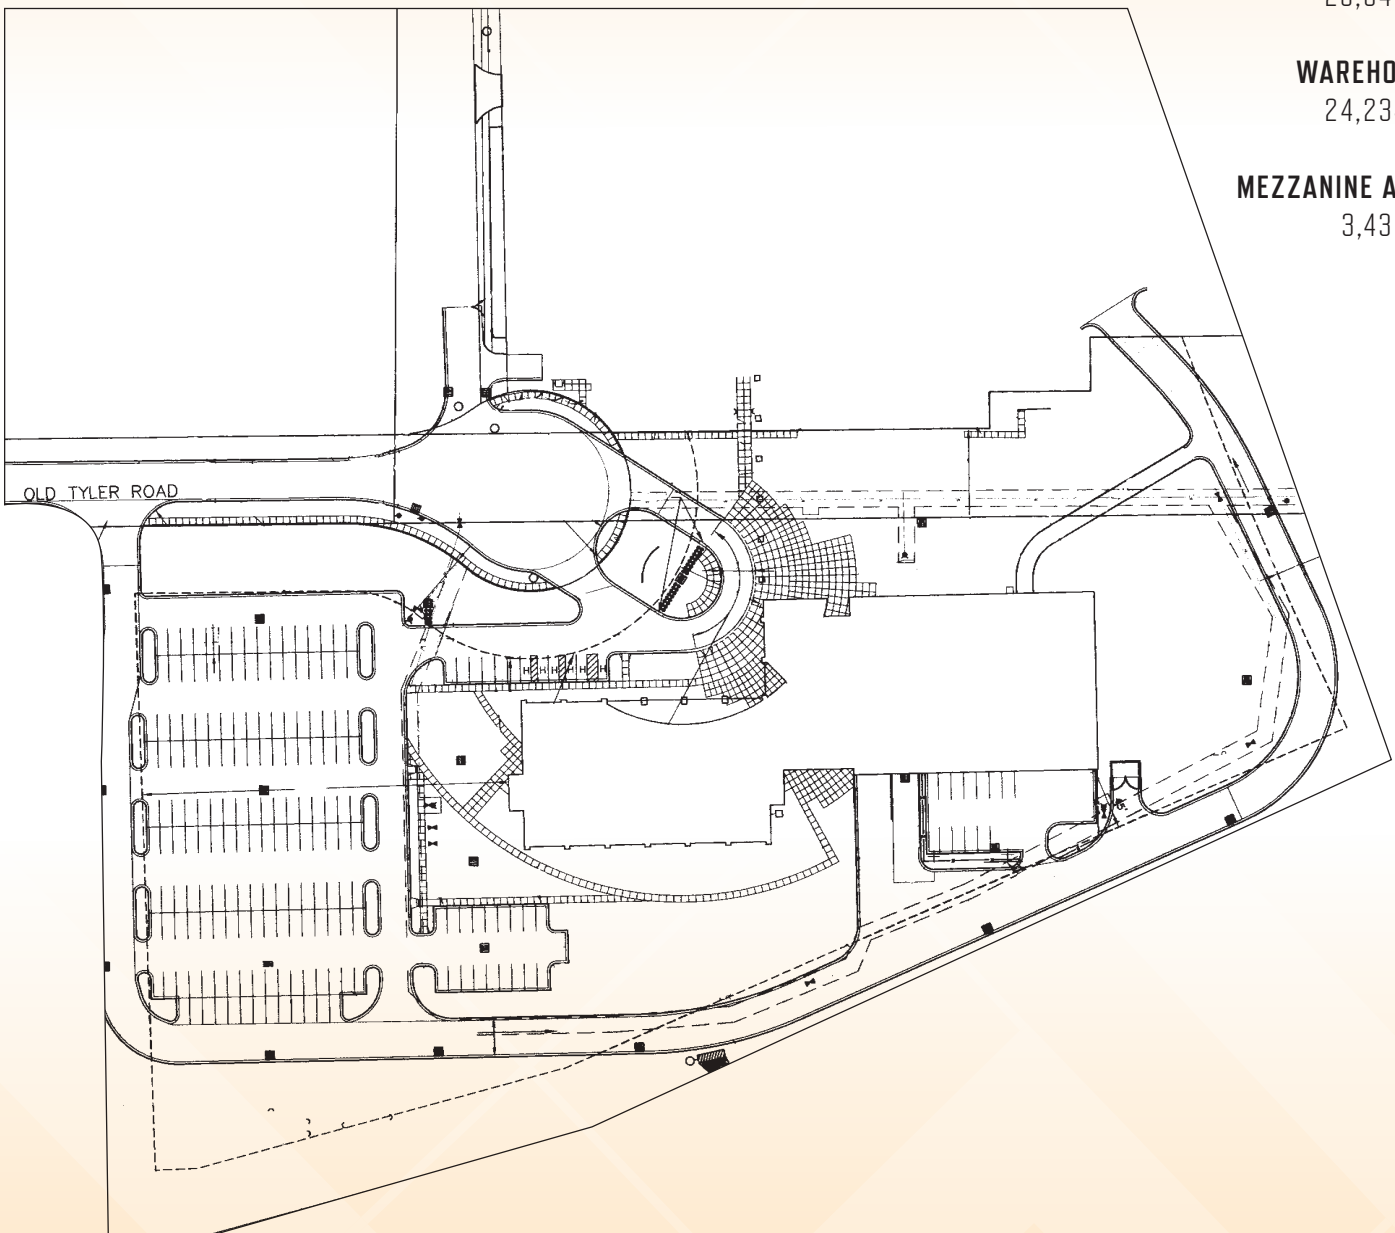 WAREHO
24,23
MEZZANINE A
3,43
OLD TYLER ROAD
H H H H